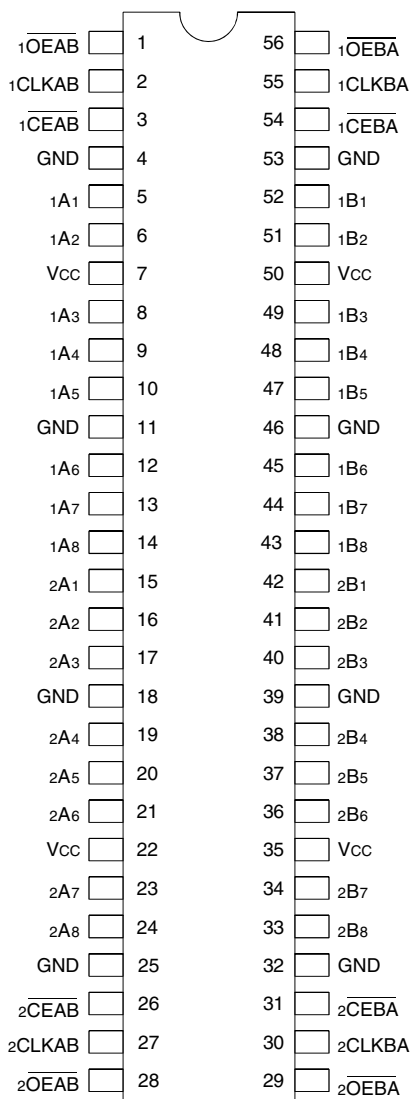 1OEAB 1 56 1OEBA
1CLKAB 2 55 1CLKBA
1CEAB 3 54 1CEBA
GND 4 53 GND
1A1 5 52 1B1
1A2 6 51 1B2
VCC 7 50 VCC
1A3 8 49 1B3
1A4 9 48 1B4
1A5 10 47 1B5
GND 11 46 GND
1A6 12 45 1B6
1A7 13 44 1B7
1A8 14 43 1B8
2A1 15 42 2B1
2A2 16 41 2B2
2A3 17 40 2B3
GND 18 39 GND
2A4 19 38 2B4
2A5 20 37 2B5
2A6 21 36 2B6
VCC 22 35 VCC
2A7 23 34 2B7
2A8 24 33 2B8
GND 25 32 GND
2CEAB 26 31 2CEBA
2CLKAB 27 30 2CLKBA
2OEAB 28 29 2OEBA